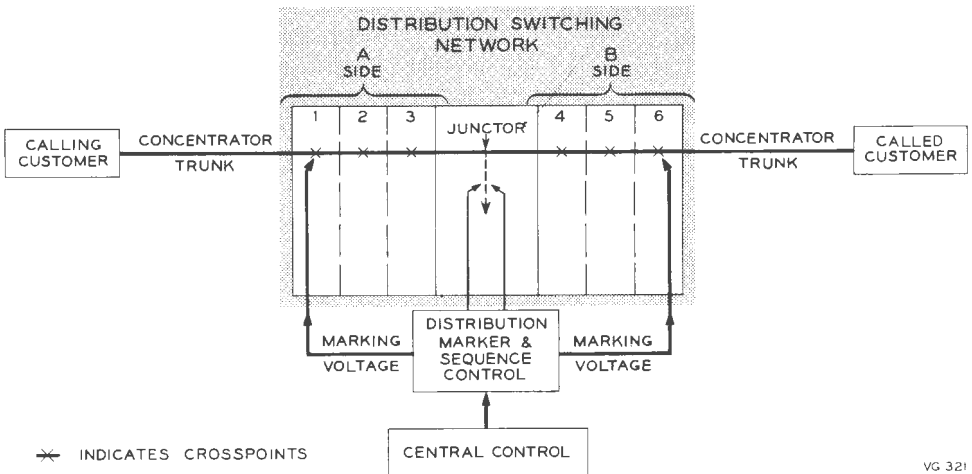 DISTRIBUTION SWITCHING
NETWORK
A
SIDE
B
SIDE
1
2
3
JUNCTOR
4
5
6
CALLING
CUSTOMER
CONCENTRATOR
TRUNK
CONCENTRATOR
TRUNK
CALLED
CUSTOMER
MARKING
VOLTAGE
DISTRIBUTION
MARKER &
SEQUENCE
CONTROL
MARKING
VOLTAGE
INDICATES CROSSPOINTS
CENTRAL CONTROL
VG 321